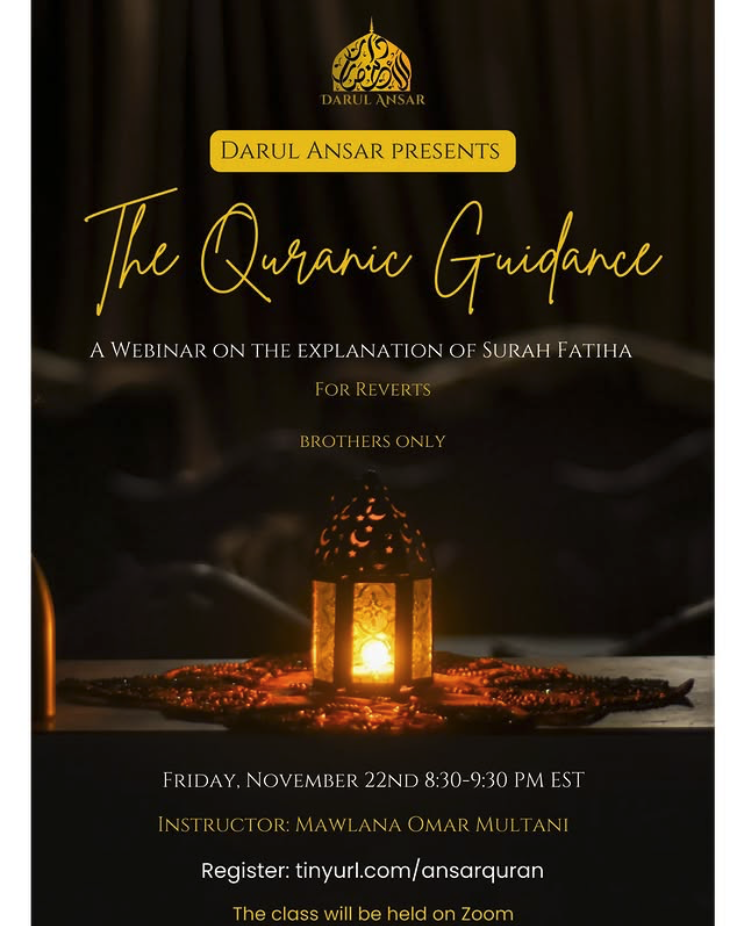 دار الأنصار
DARUL ANSAR
DARUL ANSAR PRESENTS
The Quranic Guidance
A WEBINAR ON THE EXPLANATION OF SURAH FATIHA
FOR REVERTS
BROTHERS ONLY
FRIDAY, NOVEMBER 22ND 8:30-9:30 PM EST
INSTRUCTOR: MAWLANA OMAR MULTANI
Register: tinyurl.com/ansarquran
The class will be held on Zoom